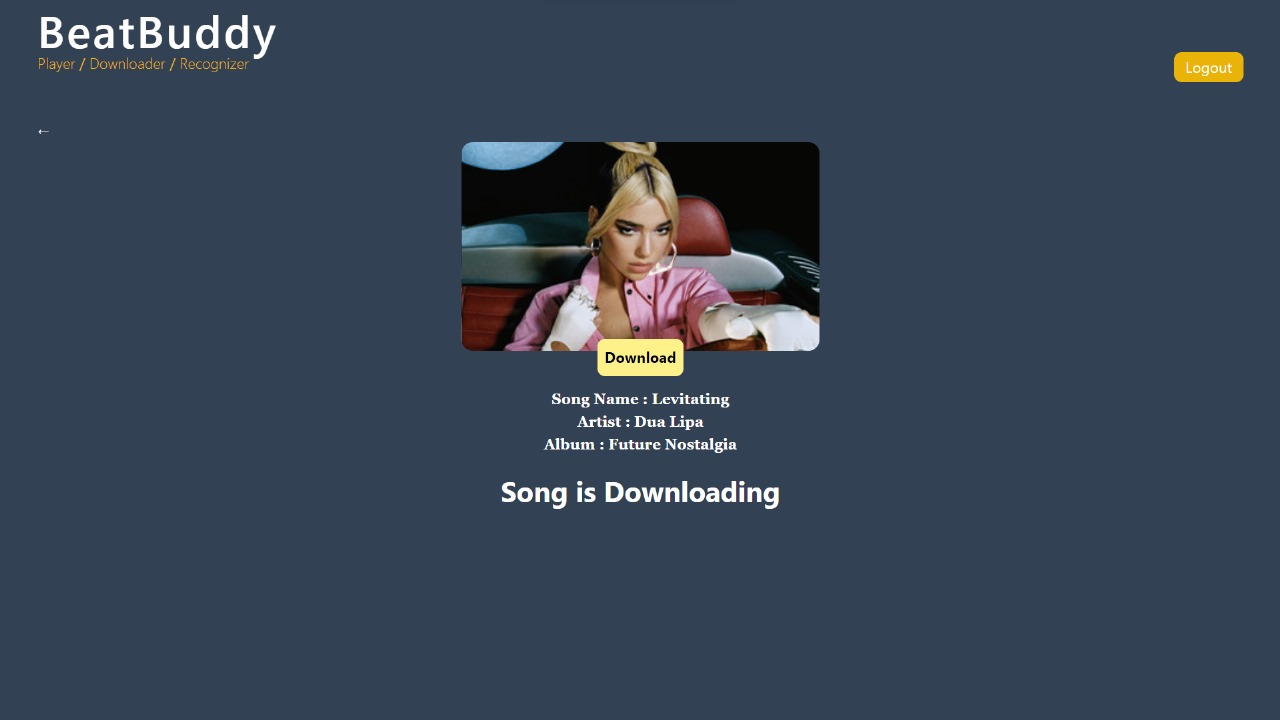 BeatBuddy
Player / Downloader / Recognizer
Logout
←
Download
Song Name : Levitating
Artist : Dua Lipa
Album : Future Nostalgia
Song is Downloading